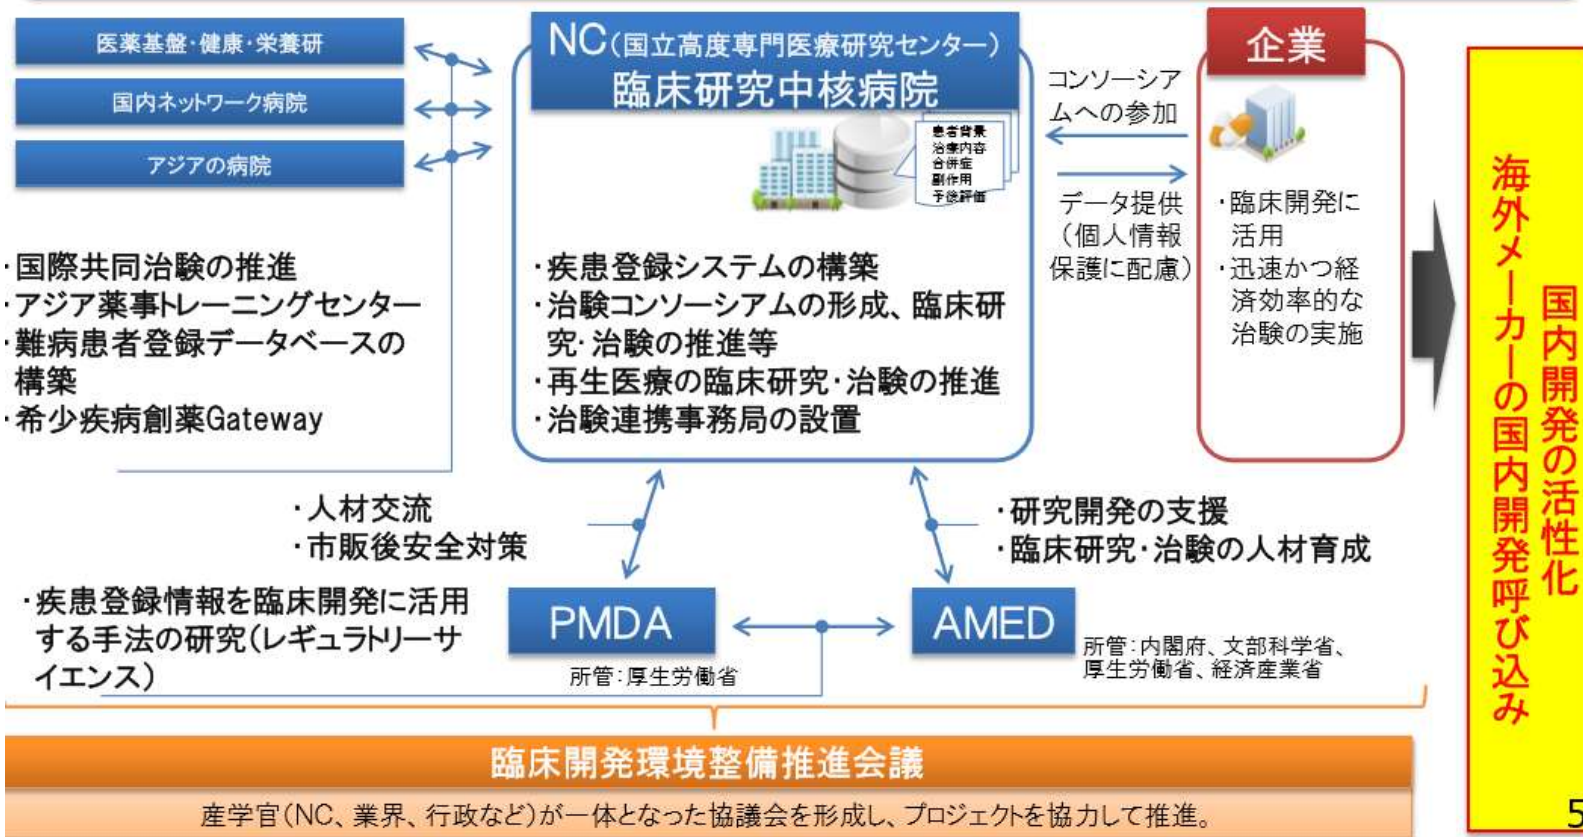 医薬基盤・健康・栄養研
国内ネットワーク病院
アジアの病院
・国際共同治験の推進
・アジア薬事トレーニングセンター
・難病患者登録データベースの
構築
・希少疾病創薬Gateway
NC(国立高度専門医療研究センター)
臨床研究中核病院
患者背景
治療内容
合併症
副作用
予後評価
・疾患登録システムの構築
・治験コンソーシアムの形成、臨床研
究・治験の推進等
・再生医療の臨床研究・治験の推進
・治験連携事務局の設置
コンソーシア
ムへの参加
データ提供
(個人情報
保護に配慮)
企業
・臨床開発に
活用
・迅速かつ経
済効率的な
治験の実施
国内開発の活性化
海外メーカーの国内開発呼び込み
・人材交流
・市販後安全対策
・研究開発の支援
・臨床研究・治験の人材育成
・疾患登録情報を臨床開発に活用
する手法の研究(レギュラトリーサ
イエンス)
PMDA
所管:厚生労働省
AMED
所管:内閣府、文部科学省、
厚生労働省、経済産業省
臨床開発環境整備推進会議
産学官(NC、業界、行政など)が一体となった協議会を形成し、プロジェクトを協力して推進。
5